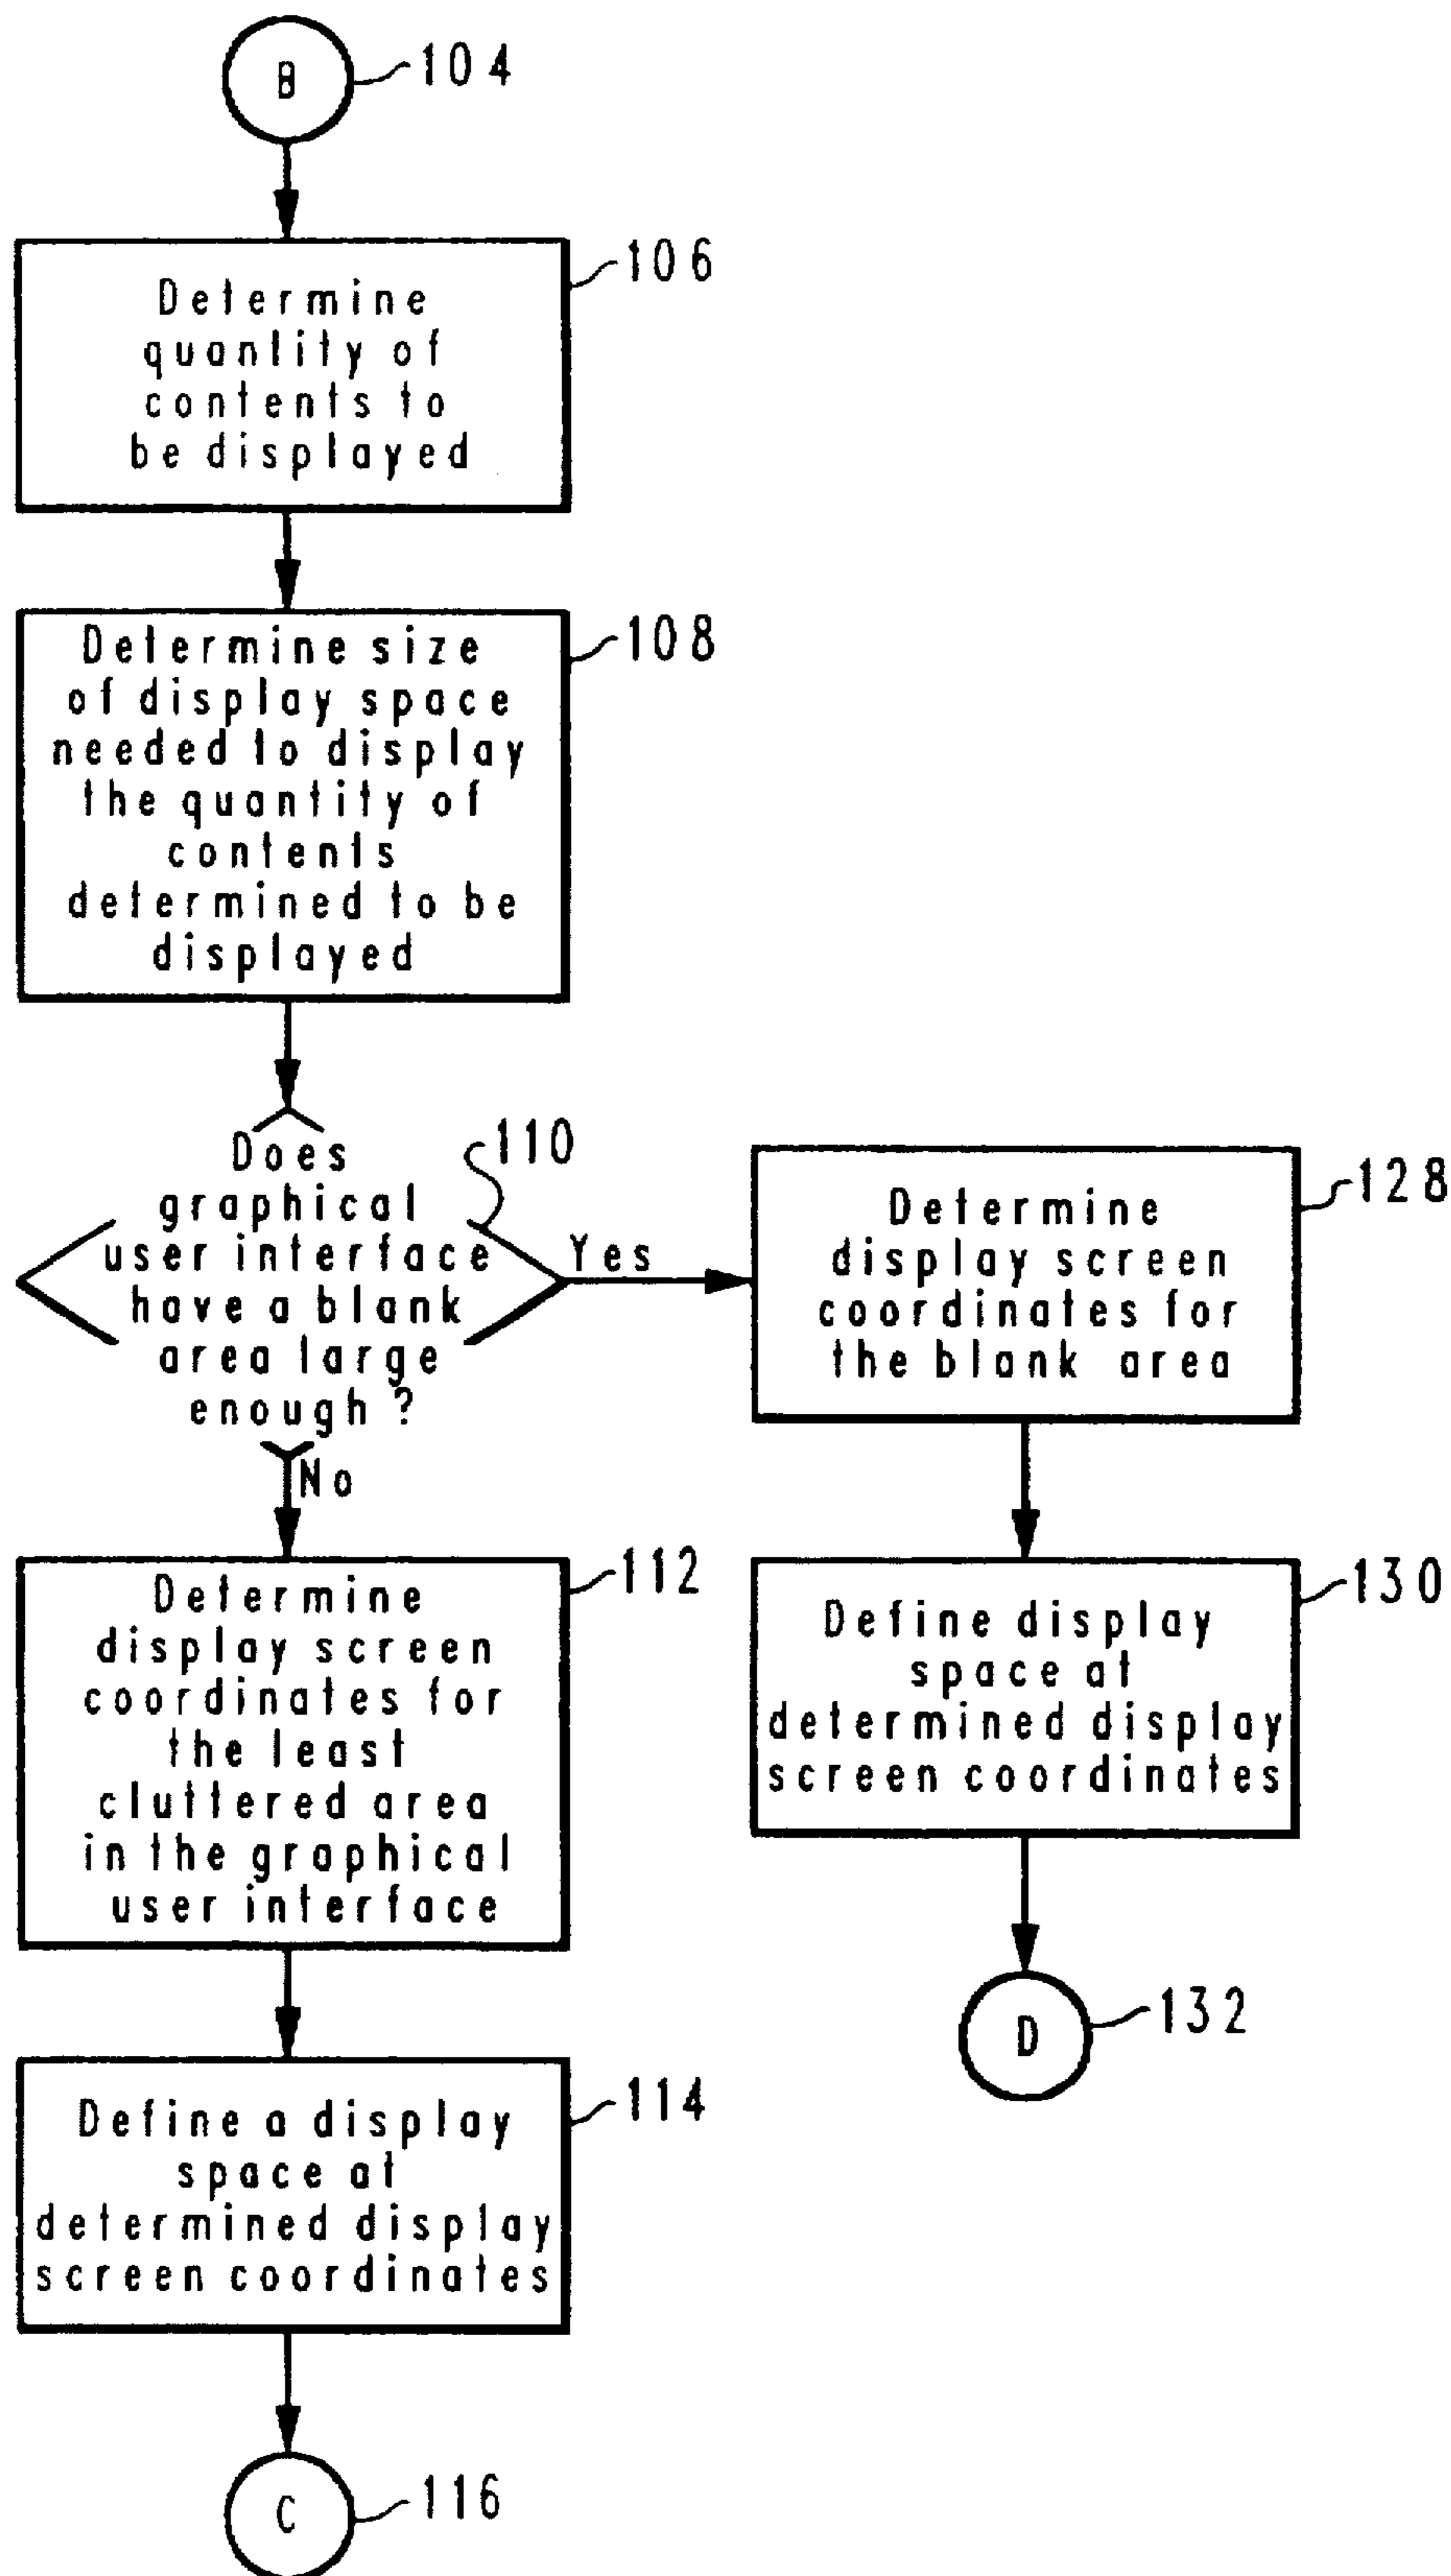 B
104
106
Determine
quantity of
contents to
be displayed
108
Determine size
of display space
needed to display
the quantity of
contents
determined to be
displayed
110
Does
graphical
user interface
have a blank
area large
enough?
Yes
No
128
Determine
display screen
coordinates for
the blank area
112
Determine
display screen
coordinates for
the least
cluttered area
in the graphical
user interface
130
Define display
space at
determined display
screen coordinates
132
D
114
Define a display
space at
determined display
screen coordinates
C
116